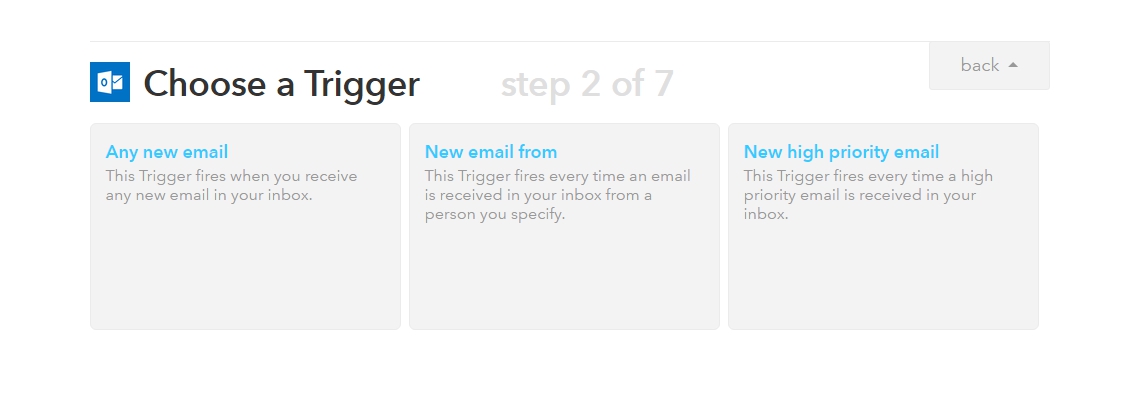 Choose a Trigger step 2 of 7 back
Any new email
This Trigger fires when you receive
any new email in your inbox.
New email from
This Trigger fires every time an email
is received in your inbox from a
person you specify.
New high priority email
This Trigger fires every time a high
priority email is received in your
inbox.